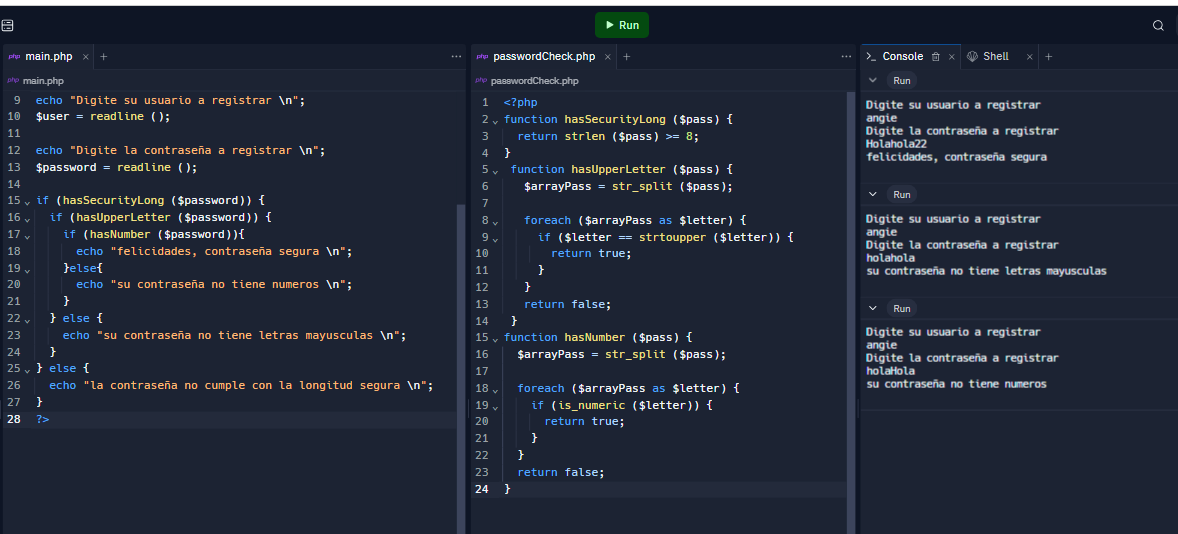 Run
php main.php × +
php main.php
9 echo "Digite su usuario a registrar \n";
10 $user = readline ();
11
12 echo "Digite la contraseña a registrar \n";
13 $password = readline ();
14
15 if (hasSecurityLong ($password)) {
16 if (hasUpperLetter ($password)) {
17 if (hasNumber ($password)){
18 echo "felicidades, contraseña segura \n";
19 }else{
20 echo "su contraseña no tiene numeros \n";
21 }
22 } else {
23 echo "su contraseña no tiene letras mayusculas \n";
24 }
25 } else {
26 echo "la contraseña no cumple con la longitud segura \n";
27 }
28 ?>
php passwordCheck.php × +
php passwordCheck.php
1 <?php
2 function hasSecurityLong ($pass) {
3 return strlen ($pass) >= 8;
4 }
5 function hasUpperLetter ($pass) {
6 $arrayPass = str_split ($pass);
7
8 foreach ($arrayPass as $letter) {
9 if ($letter == strtoupper ($letter)) {
10 return true;
11 }
12 }
13 return false;
14 }
15 function hasNumber ($pass) {
16 $arrayPass = str_split ($pass);
17
18 foreach ($arrayPass as $letter) {
19 if (is_numeric ($letter)) {
20 return true;
21 }
22 }
23 return false;
24 }
Console × Shell × +
Run
Digite su usuario a registrar
angie
Digite la contraseña a registrar
Holahola22
felicidades, contraseña segura
Run
Digite su usuario a registrar
angie
Digite la contraseña a registrar
holahola
su contraseña no tiene letras mayusculas
Run
Digite su usuario a registrar
angie
Digite la contraseña a registrar
holaHola
su contraseña no tiene numeros